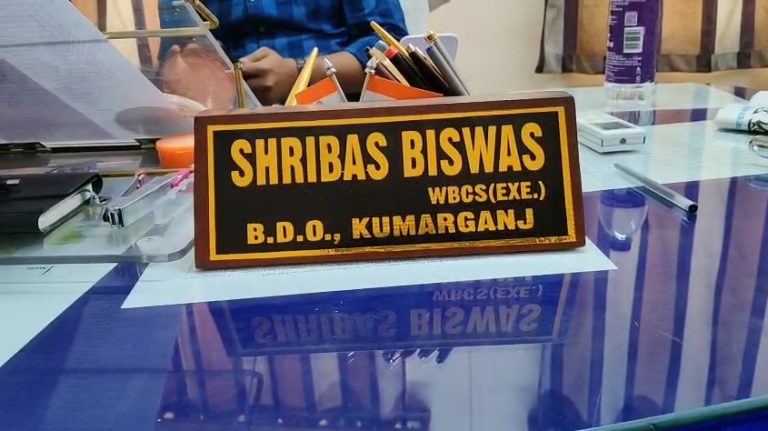 SHRIBAS BISWAS
WBCS(EXE.)
B.D.O., KUMARGANJ